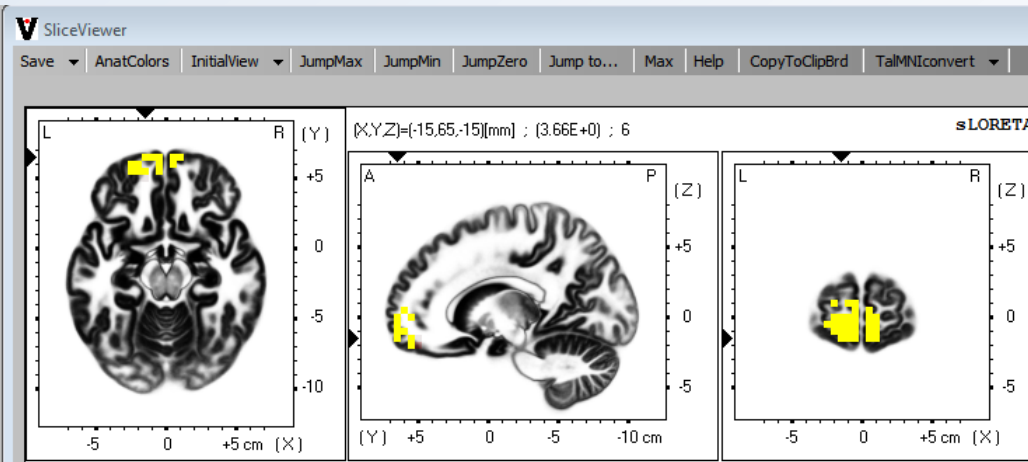 SliceViewer
Save AnatColors InitialView JumpMax JumpMin JumpZero Jump to... Max Help CopyToClipBrd TalMNIconvert
(X,Y,Z)=(-15,65,-15)[mm] ; (3.66E+0) ; 6 sLORETA
L R (Y)
+5
0
-5
-10
-5 0 +5 cm (X)
A P (Z)
+5
0
-5
(Y) +5 0 -5 -10 cm
L R (Z)
+5
0
-5
-5 0 +5 cm (X)